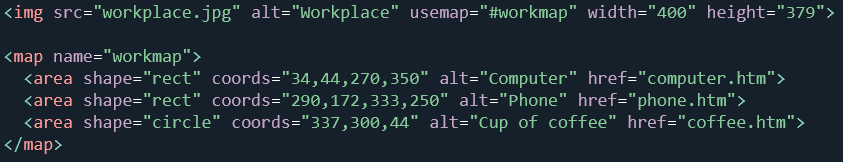 <img src="workplace.jpg" alt="Workplace" usemap="#workmap" width="400" height="379">

<map name="workmap">
  <area shape="rect" coords="34,44,270,350" alt="Computer" href="computer.htm">
  <area shape="rect" coords="290,172,333,250" alt="Phone" href="phone.htm">
  <area shape="circle" coords="337,300,44" alt="Cup of coffee" href="coffee.htm">
</map>